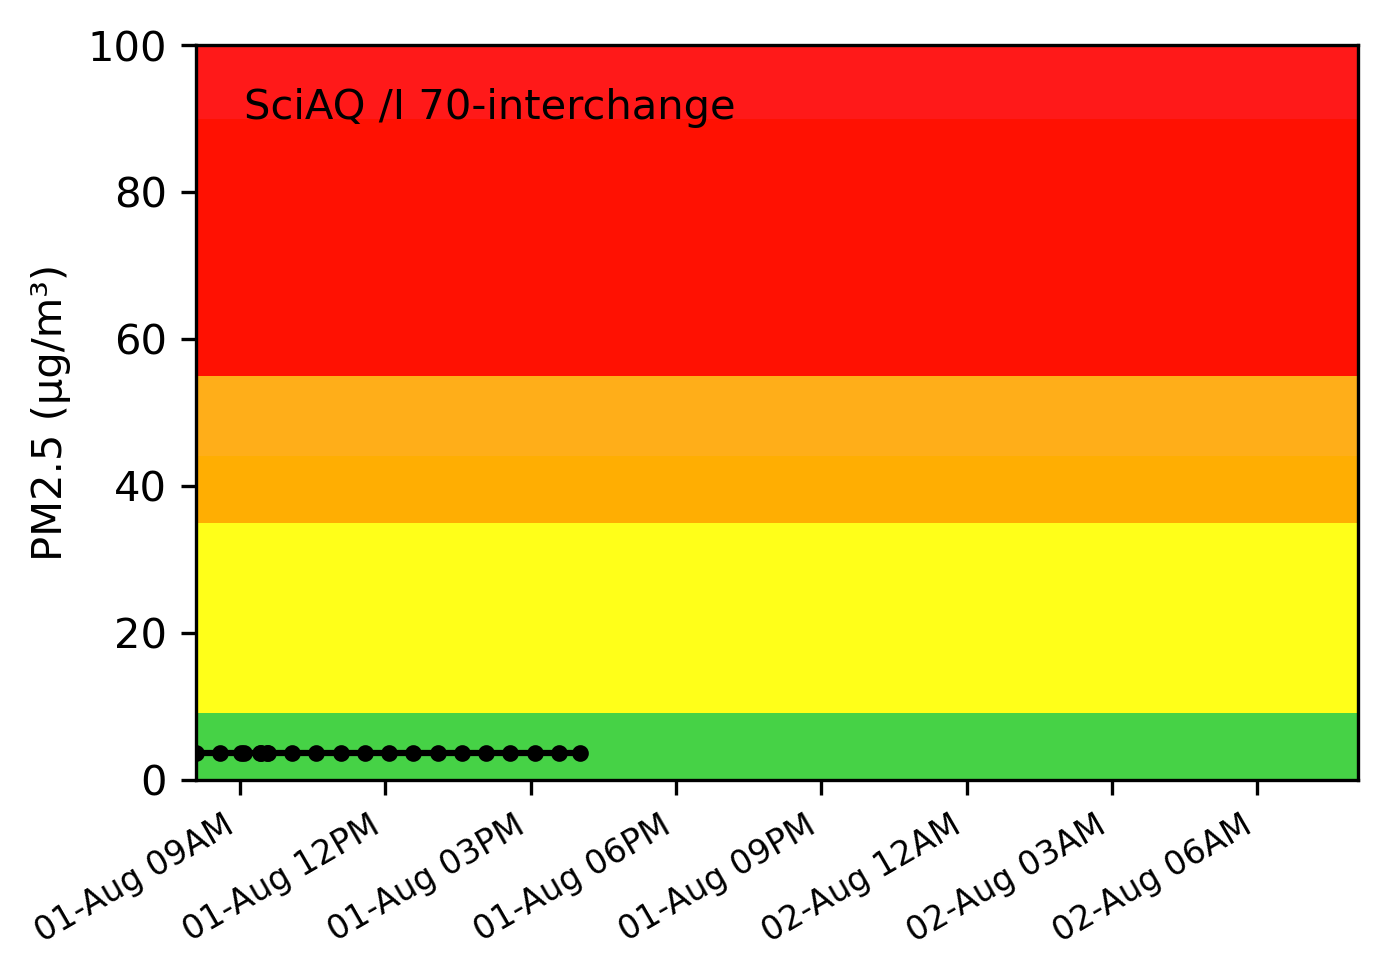 SciAQ /I 70-interchange
PM2.5 (µg/m³)
100
80
60
40
20
0
01-Aug 09AM
01-Aug 12PM
01-Aug 03PM
01-Aug 06PM
01-Aug 09PM
02-Aug 12AM
02-Aug 03AM
02-Aug 06AM